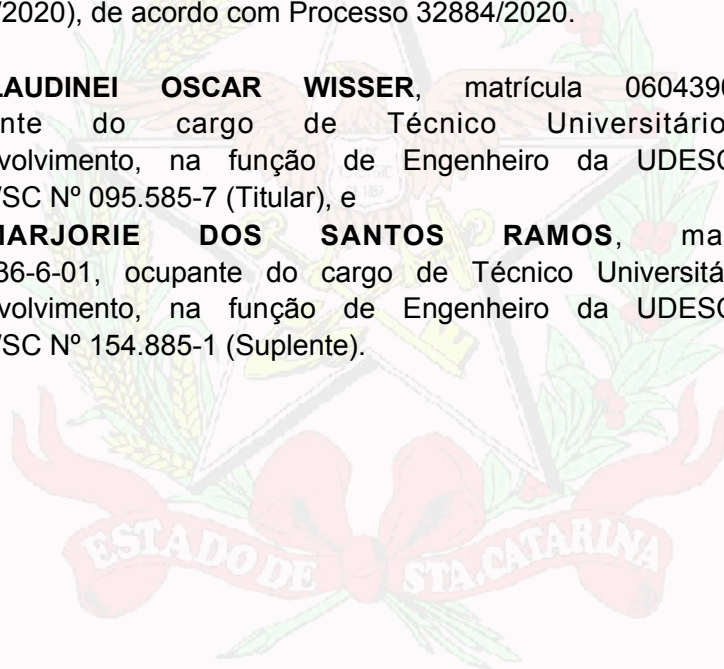 /2020), de acordo com Processo 32884/2020.
LAUDINEI OSCAR WISSER, matrícula 0604396
nte do cargo de Técnico Universitário
volvimento, na função de Engenheiro da UDESC
/SC Nº 095.585-7 (Titular), e
MARJORIE DOS SANTOS RAMOS, ma
36-6-01, ocupante do cargo de Técnico Universitá
volvimento, na função de Engenheiro da UDESC
/SC Nº 154.885-1 (Suplente).
ESTADO DE STA. CATARINA